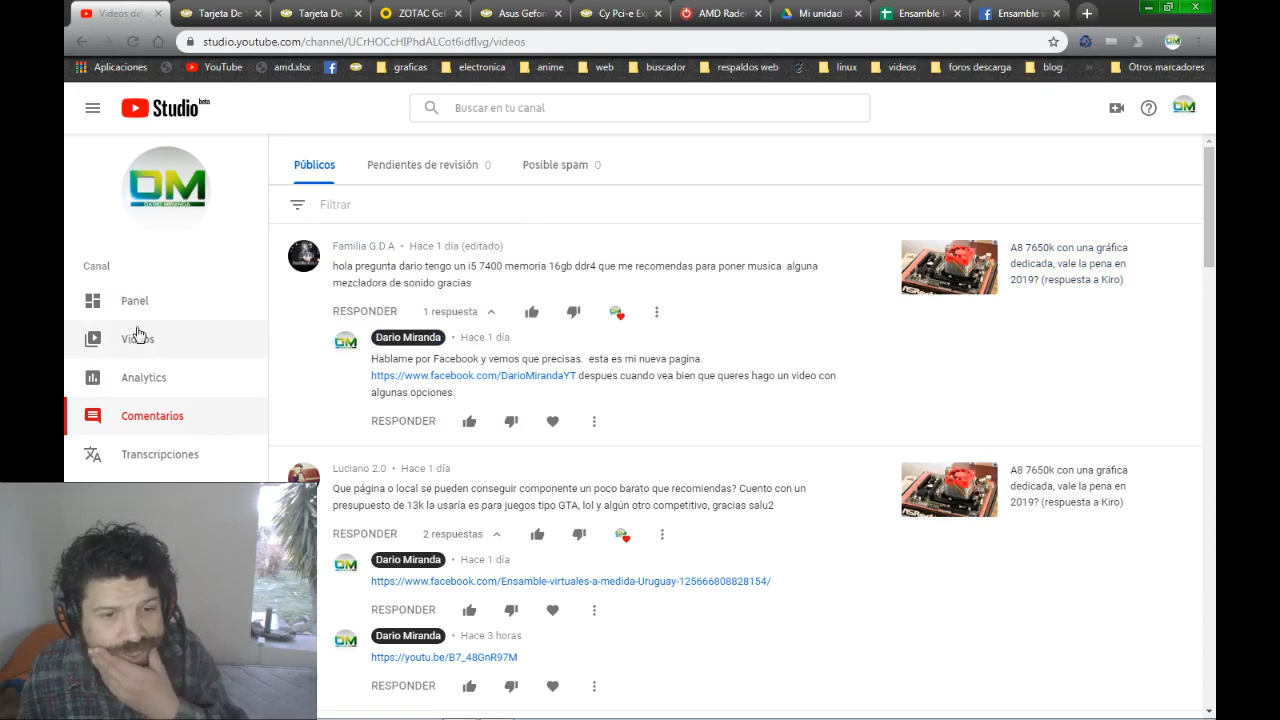 Videos del
Tarjeta De
Tarjeta De
ZOTAC Ge
Asus Gefor
Cy Pci-e Ex
AMD Rade
Mi unidad
Ensamble
Ensamble s
studio.youtube.com/channel/UCrHOCcHIPhdALCot6idfIvg/videos
Aplicaciones
YouTube
amd.xlsx
graficas
electronica
anime
web
buscador
respaldos web
linux
videos
foros descarga
blog
»
Otros marcadores
Studio beta
Buscar en tu canal
DM
DM
DARIO MIRANDA
Canal
Panel
Videos
Analytics
Comentarios
Transcripciones
Públicos
Pendientes de revisión 0
Posible spam 0
Filtrar
Familia G.D.A • Hace 1 día (editado)
hola pregunta dario tengo un i5 7400 memoria 16gb ddr4 que me recomendas para poner musica alguna
mezcladora de sonido gracias
RESPONDER 1 respuesta
A8 7650k con una gráfica
dedicada, vale la pena en
2019? (respuesta a Kiro)
Dario Miranda • Hace 1 día
Hablame por Facebook y vemos que precisas. esta es mi nueva pagina.
https://www.facebook.com/DarioMirandaYT despues cuando vea bien que queres hago un video con
algunas opciones.
RESPONDER
Luciano 2.0 • Hace 1 día
Que página o local se pueden conseguir componente un poco barato que recomiendas? Cuento con un
presupuesto de 13k la usaría es para juegos tipo GTA, lol y algún otro competitivo, gracias salu2
RESPONDER 2 respuestas
A8 7650k con una gráfica
dedicada, vale la pena en
2019? (respuesta a Kiro)
Dario Miranda • Hace 1 día
https://www.facebook.com/Ensamble-virtuales-a-medida-Uruguay-125666808828154/
RESPONDER
Dario Miranda • Hace 3 horas
https://youtu.be/B7_48GnR97M
RESPONDER